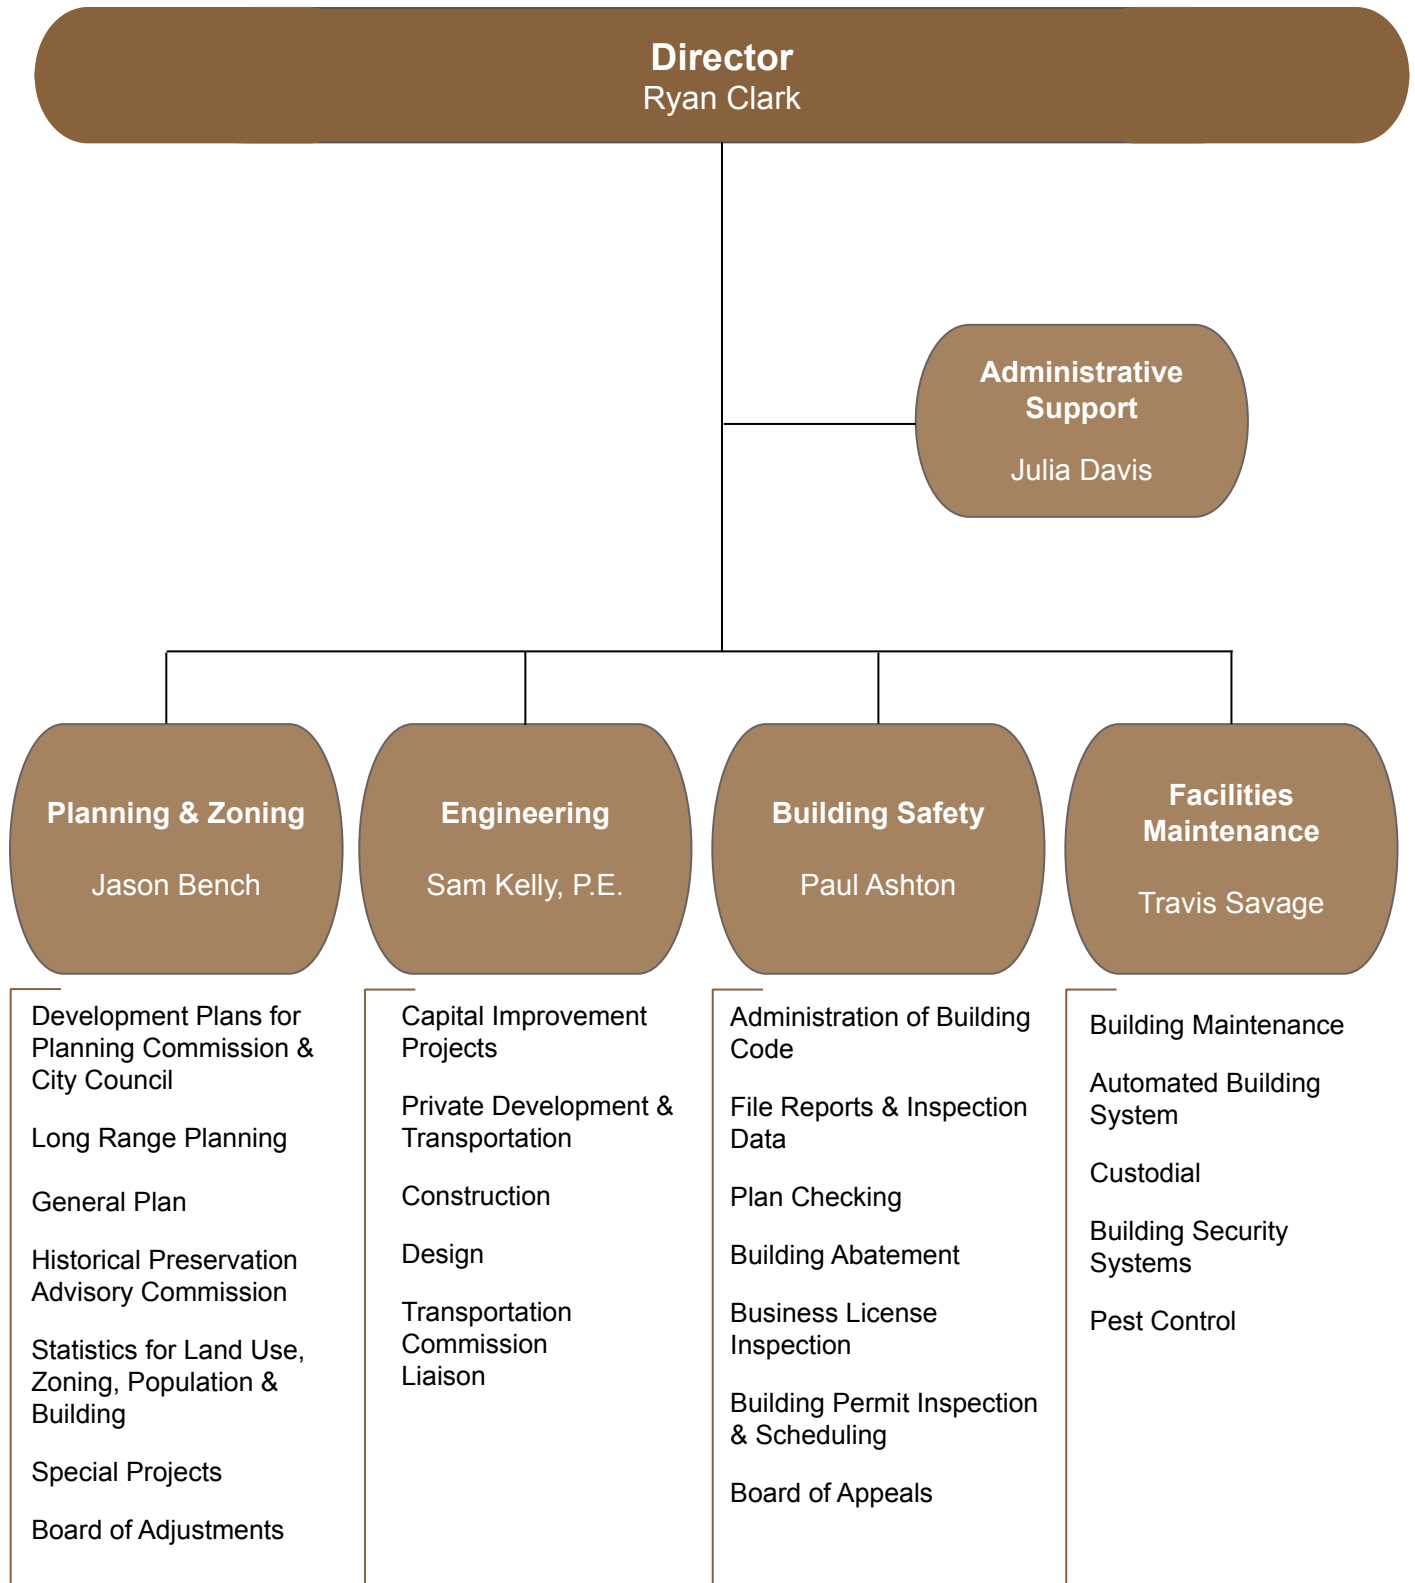 Director
Ryan Clark
Administrative
Support
Julia Davis
Planning & Zoning
Jason Bench
Engineering
Sam Kelly, P.E.
Building Safety
Paul Ashton
Facilities
Maintenance
Travis Savage
Development Plans for
Planning Commission &
City Council
Long Range Planning
General Plan
Historical Preservation
Advisory Commission
Statistics for Land Use,
Zoning, Population &
Building
Special Projects
Board of Adjustments
Capital Improvement
Projects
Private Development &
Transportation
Construction
Design
Transportation
Commission
Liaison
Administration of Building
Code
File Reports & Inspection
Data
Plan Checking
Building Abatement
Business License
Inspection
Building Permit Inspection
& Scheduling
Board of Appeals
Building Maintenance
Automated Building
System
Custodial
Building Security
Systems
Pest Control